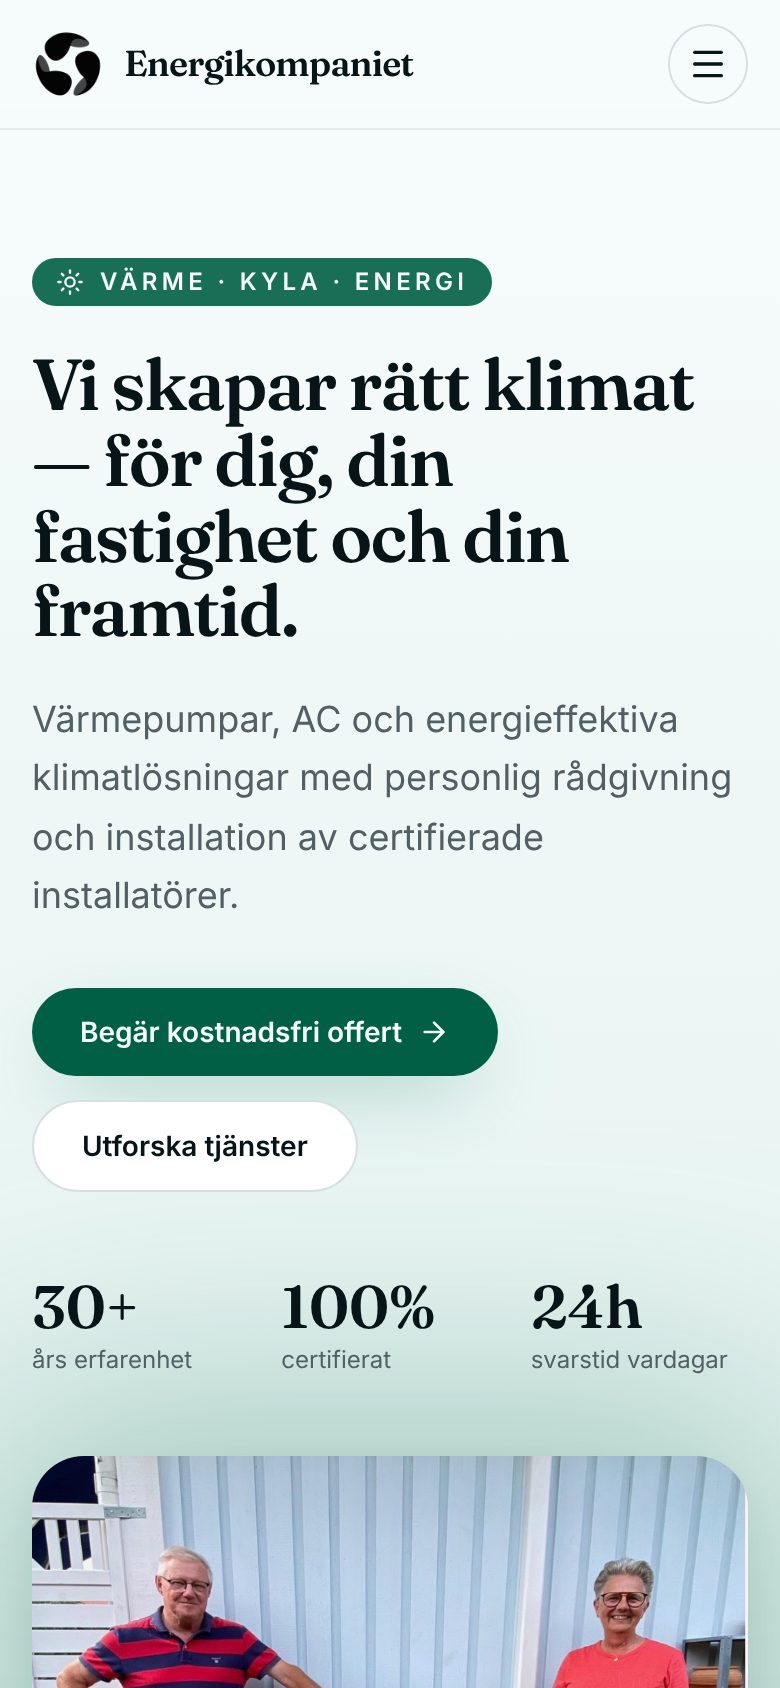 Energikompaniet
VÄRME · KYLA · ENERGI
Vi skapar rätt klimat
— för dig, din
fastighet och din
framtid.
Värmepumpar, AC och energieffektiva
klimatlösningar med personlig rådgivning
och installation av certifierade
installatörer.
Begär kostnadsfri offert →
Utforska tjänster
30+ 100% 24h
års erfarenhet certifierat svarstid vardagar